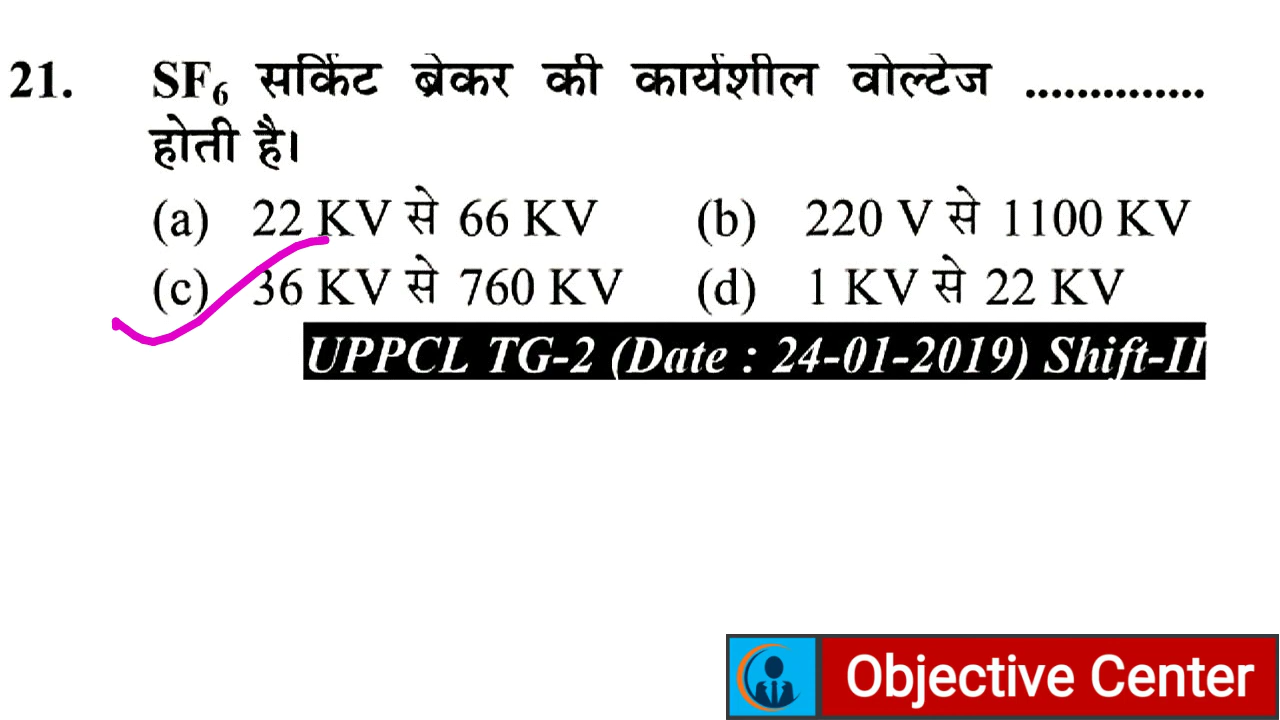 21. SF₆ सर्किट ब्रेकर की कार्यशील वोल्टेज ..............
होती है।
(a) 22 KV से 66 KV (b) 220 V से 1100 KV
(c) 36 KV से 760 KV (d) 1 KV से 22 KV
UPPCL TG-2 (Date : 24-01-2019) Shift-II
Objective Center